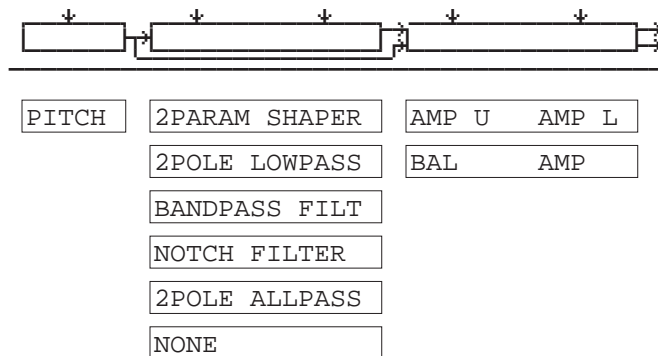 PITCH 2PARAM SHAPER AMP U AMP L
2POLE LOWPASS BAL AMP
BANDPASS FILT
NOTCH FILTER
2POLE ALLPASS
NONE